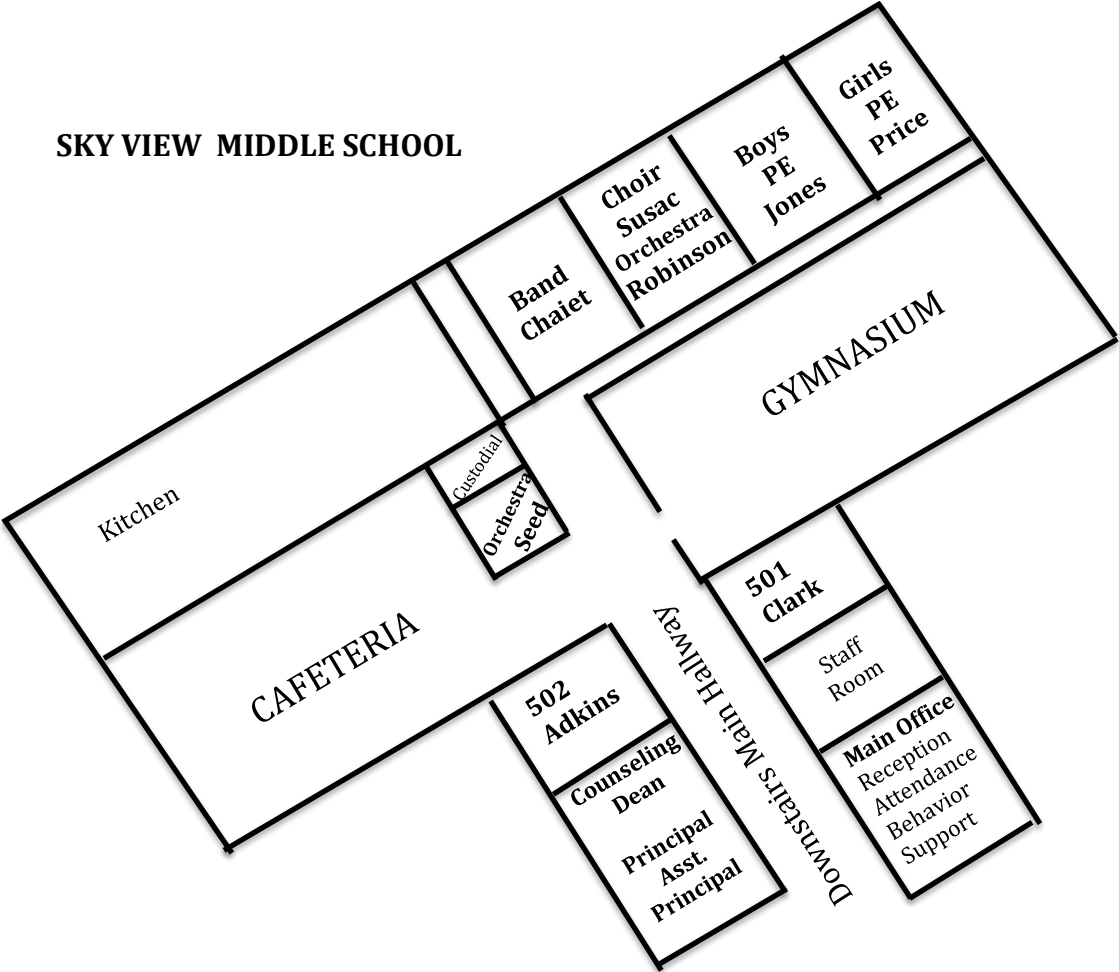 SKY VIEW MIDDLE SCHOOL
Girls
PE
Price
Boys
PE
Jones
Choir
Susac
Orchestra
Robinson
Band
Chaiet
GYMNASIUM
Kitchen
Custodial
Orchestra
Seed
CAFETERIA
501
Clark
Staff
Room
Main Office
Reception
Attendance
Behavior
Support
Downstairs Main Hallway
502
Adkins
Counseling
Dean
Principal
Asst.
Principal